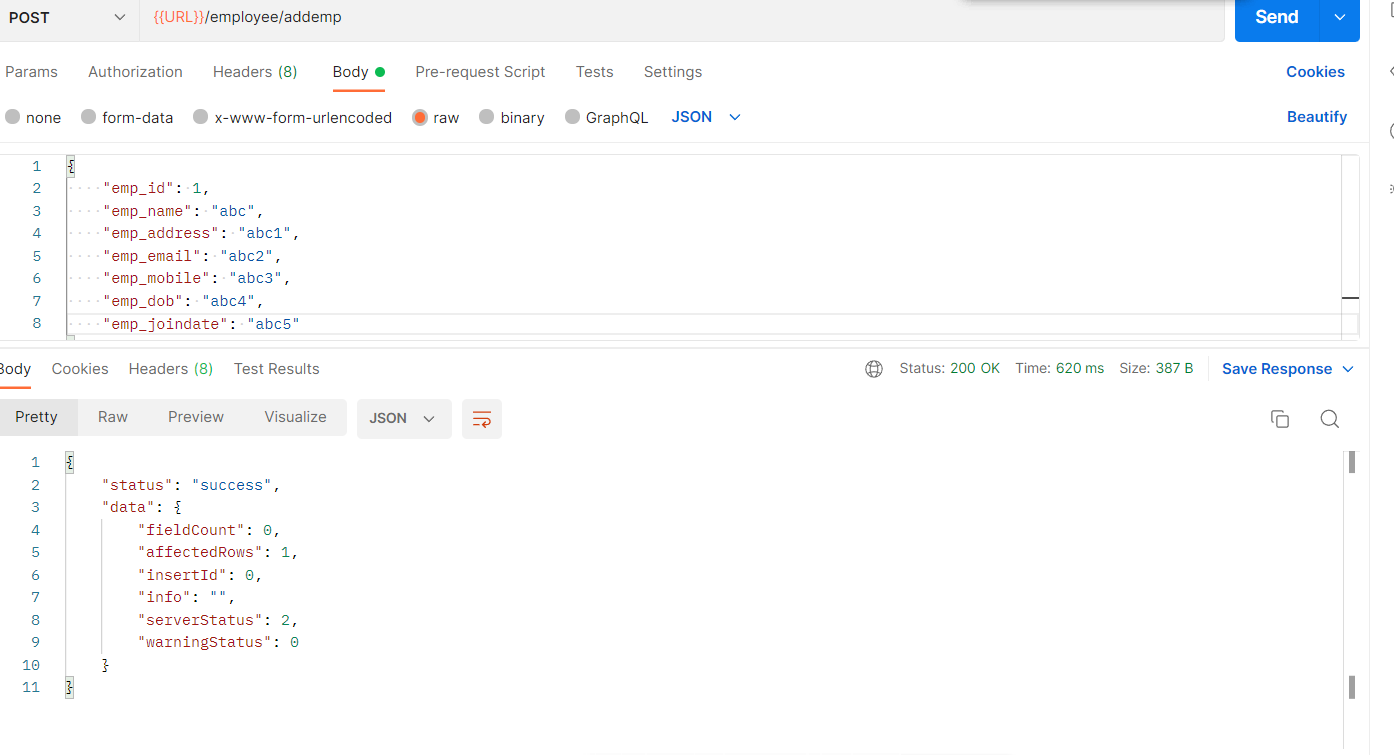 POST {{URL}}/employee/addemp Send
Params Authorization Headers (8) Body Pre-request Script Tests Settings Cookies
none form-data x-www-form-urlencoded raw binary GraphQL JSON Beautify
1 {
2 "emp_id": 1,
3 "emp_name": "abc",
4 "emp_address": "abc1",
5 "emp_email": "abc2",
6 "emp_mobile": "abc3",
7 "emp_dob": "abc4",
8 "emp_joindate": "abc5"
Body Cookies Headers (8) Test Results Status: 200 OK Time: 620 ms Size: 387 B Save Response
Pretty Raw Preview Visualize JSON
1 {
2 "status": "success",
3 "data": {
4 "fieldCount": 0,
5 "affectedRows": 1,
6 "insertId": 0,
7 "info": "",
8 "serverStatus": 2,
9 "warningStatus": 0
10 }
11 }